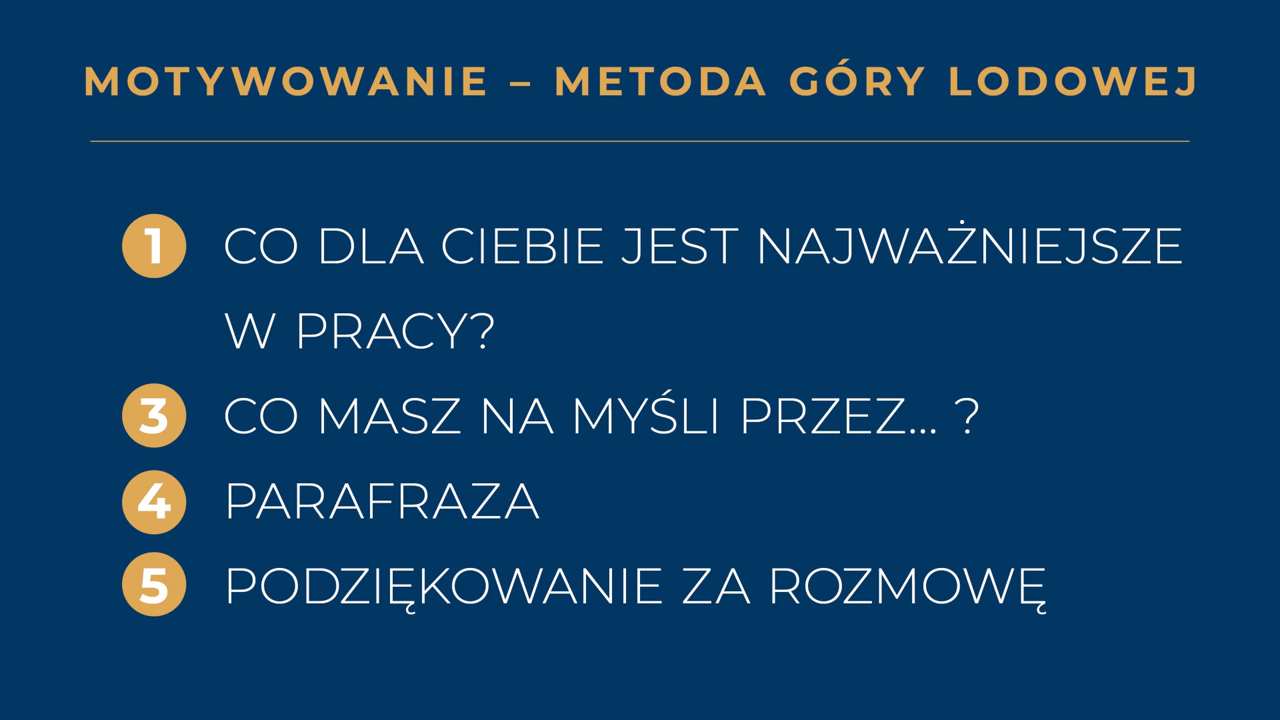 MOTYWOWANIE – METODA GÓRY LODOWEJ
1 CO DLA CIEBIE JEST NAJWAŻNIEJSZE
W PRACY?
3 CO MASZ NA MYŚLI PRZEZ... ?
4 PARAFRAZA
5 PODZIĘKOWANIE ZA ROZMOWĘ